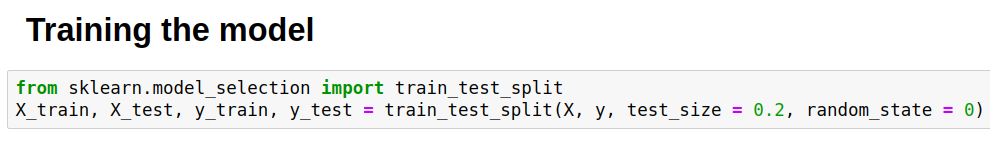 Training the model
from sklearn.model_selection import train_test_split
X_train, X_test, y_train, y_test = train_test_split(X, y, test_size = 0.2, random_state = 0)